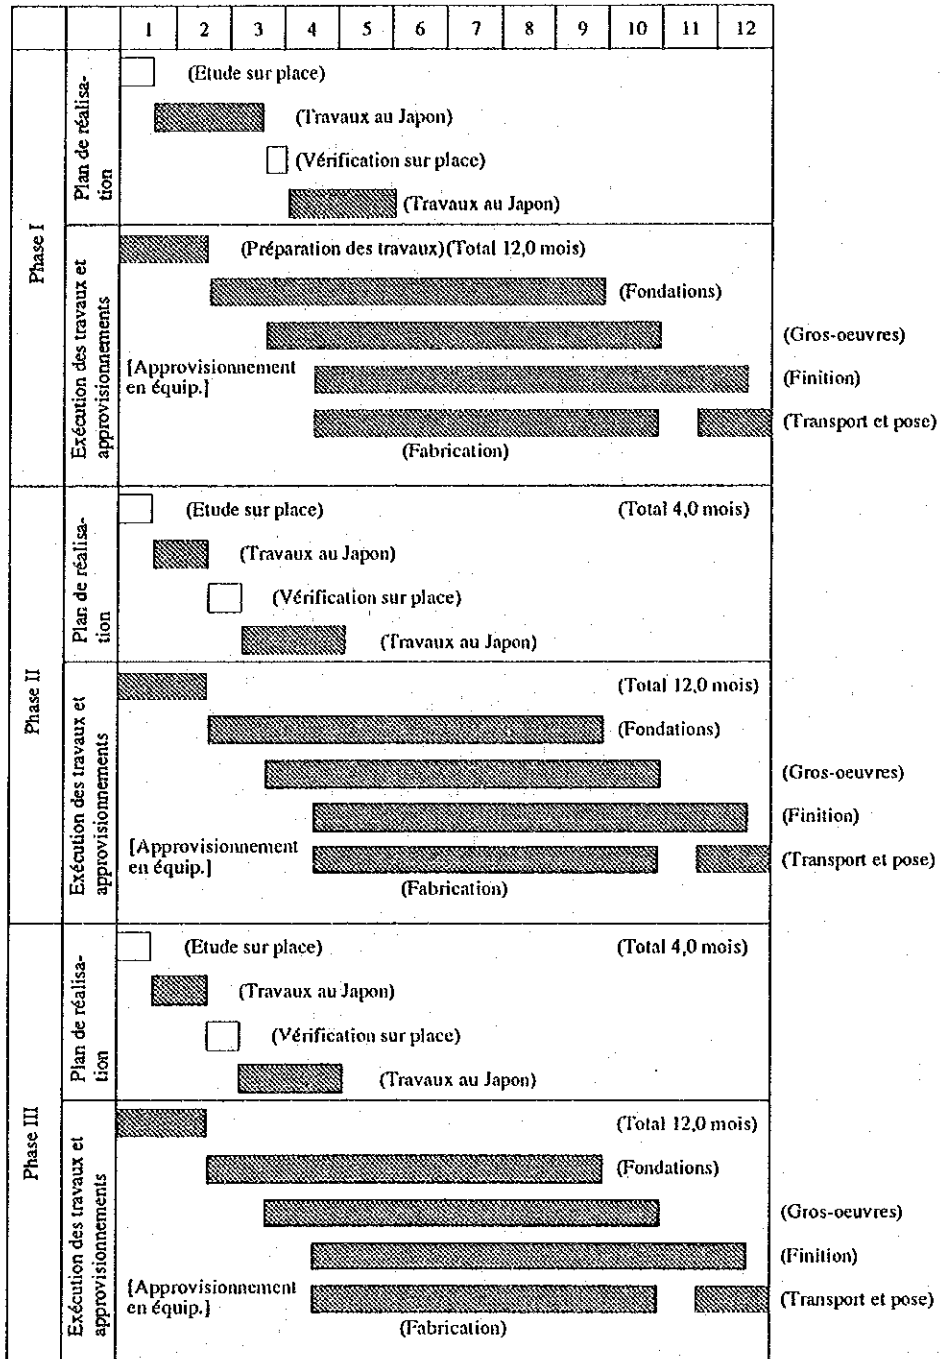 1 2 3 4 5 6 7 8 9 10 11 12
Phase I
Plan de réalisa-
tion
(Etude sur place)
(Travaux au Japon)
(Vérification sur place)
(Travaux au Japon)
Exécution des travaux et
approvisionnements
(Préparation des travaux)(Total 12,0 mois)
(Fondations)
(Gros-oeuvres)
[Approvisionnement
en équip.]
(Finition)
(Transport et pose)
(Fabrication)
Phase II
Plan de réalisa-
tion
(Etude sur place) (Total 4,0 mois)
(Travaux au Japon)
(Vérification sur place)
(Travaux au Japon)
Exécution des travaux et
approvisionnements
(Total 12,0 mois)
(Fondations)
(Gros-oeuvres)
(Finition)
[Approvisionnement
en équip.]
(Transport et pose)
(Fabrication)
Phase III
Plan de réalisa-
tion
(Etude sur place) (Total 4,0 mois)
(Travaux au Japon)
(Vérification sur place)
(Travaux au Japon)
Exécution des travaux et
approvisionnements
(Total 12,0 mois)
(Fondations)
(Gros-oeuvres)
(Finition)
[Approvisionnement
en équip.]
(Transport et pose)
(Fabrication)